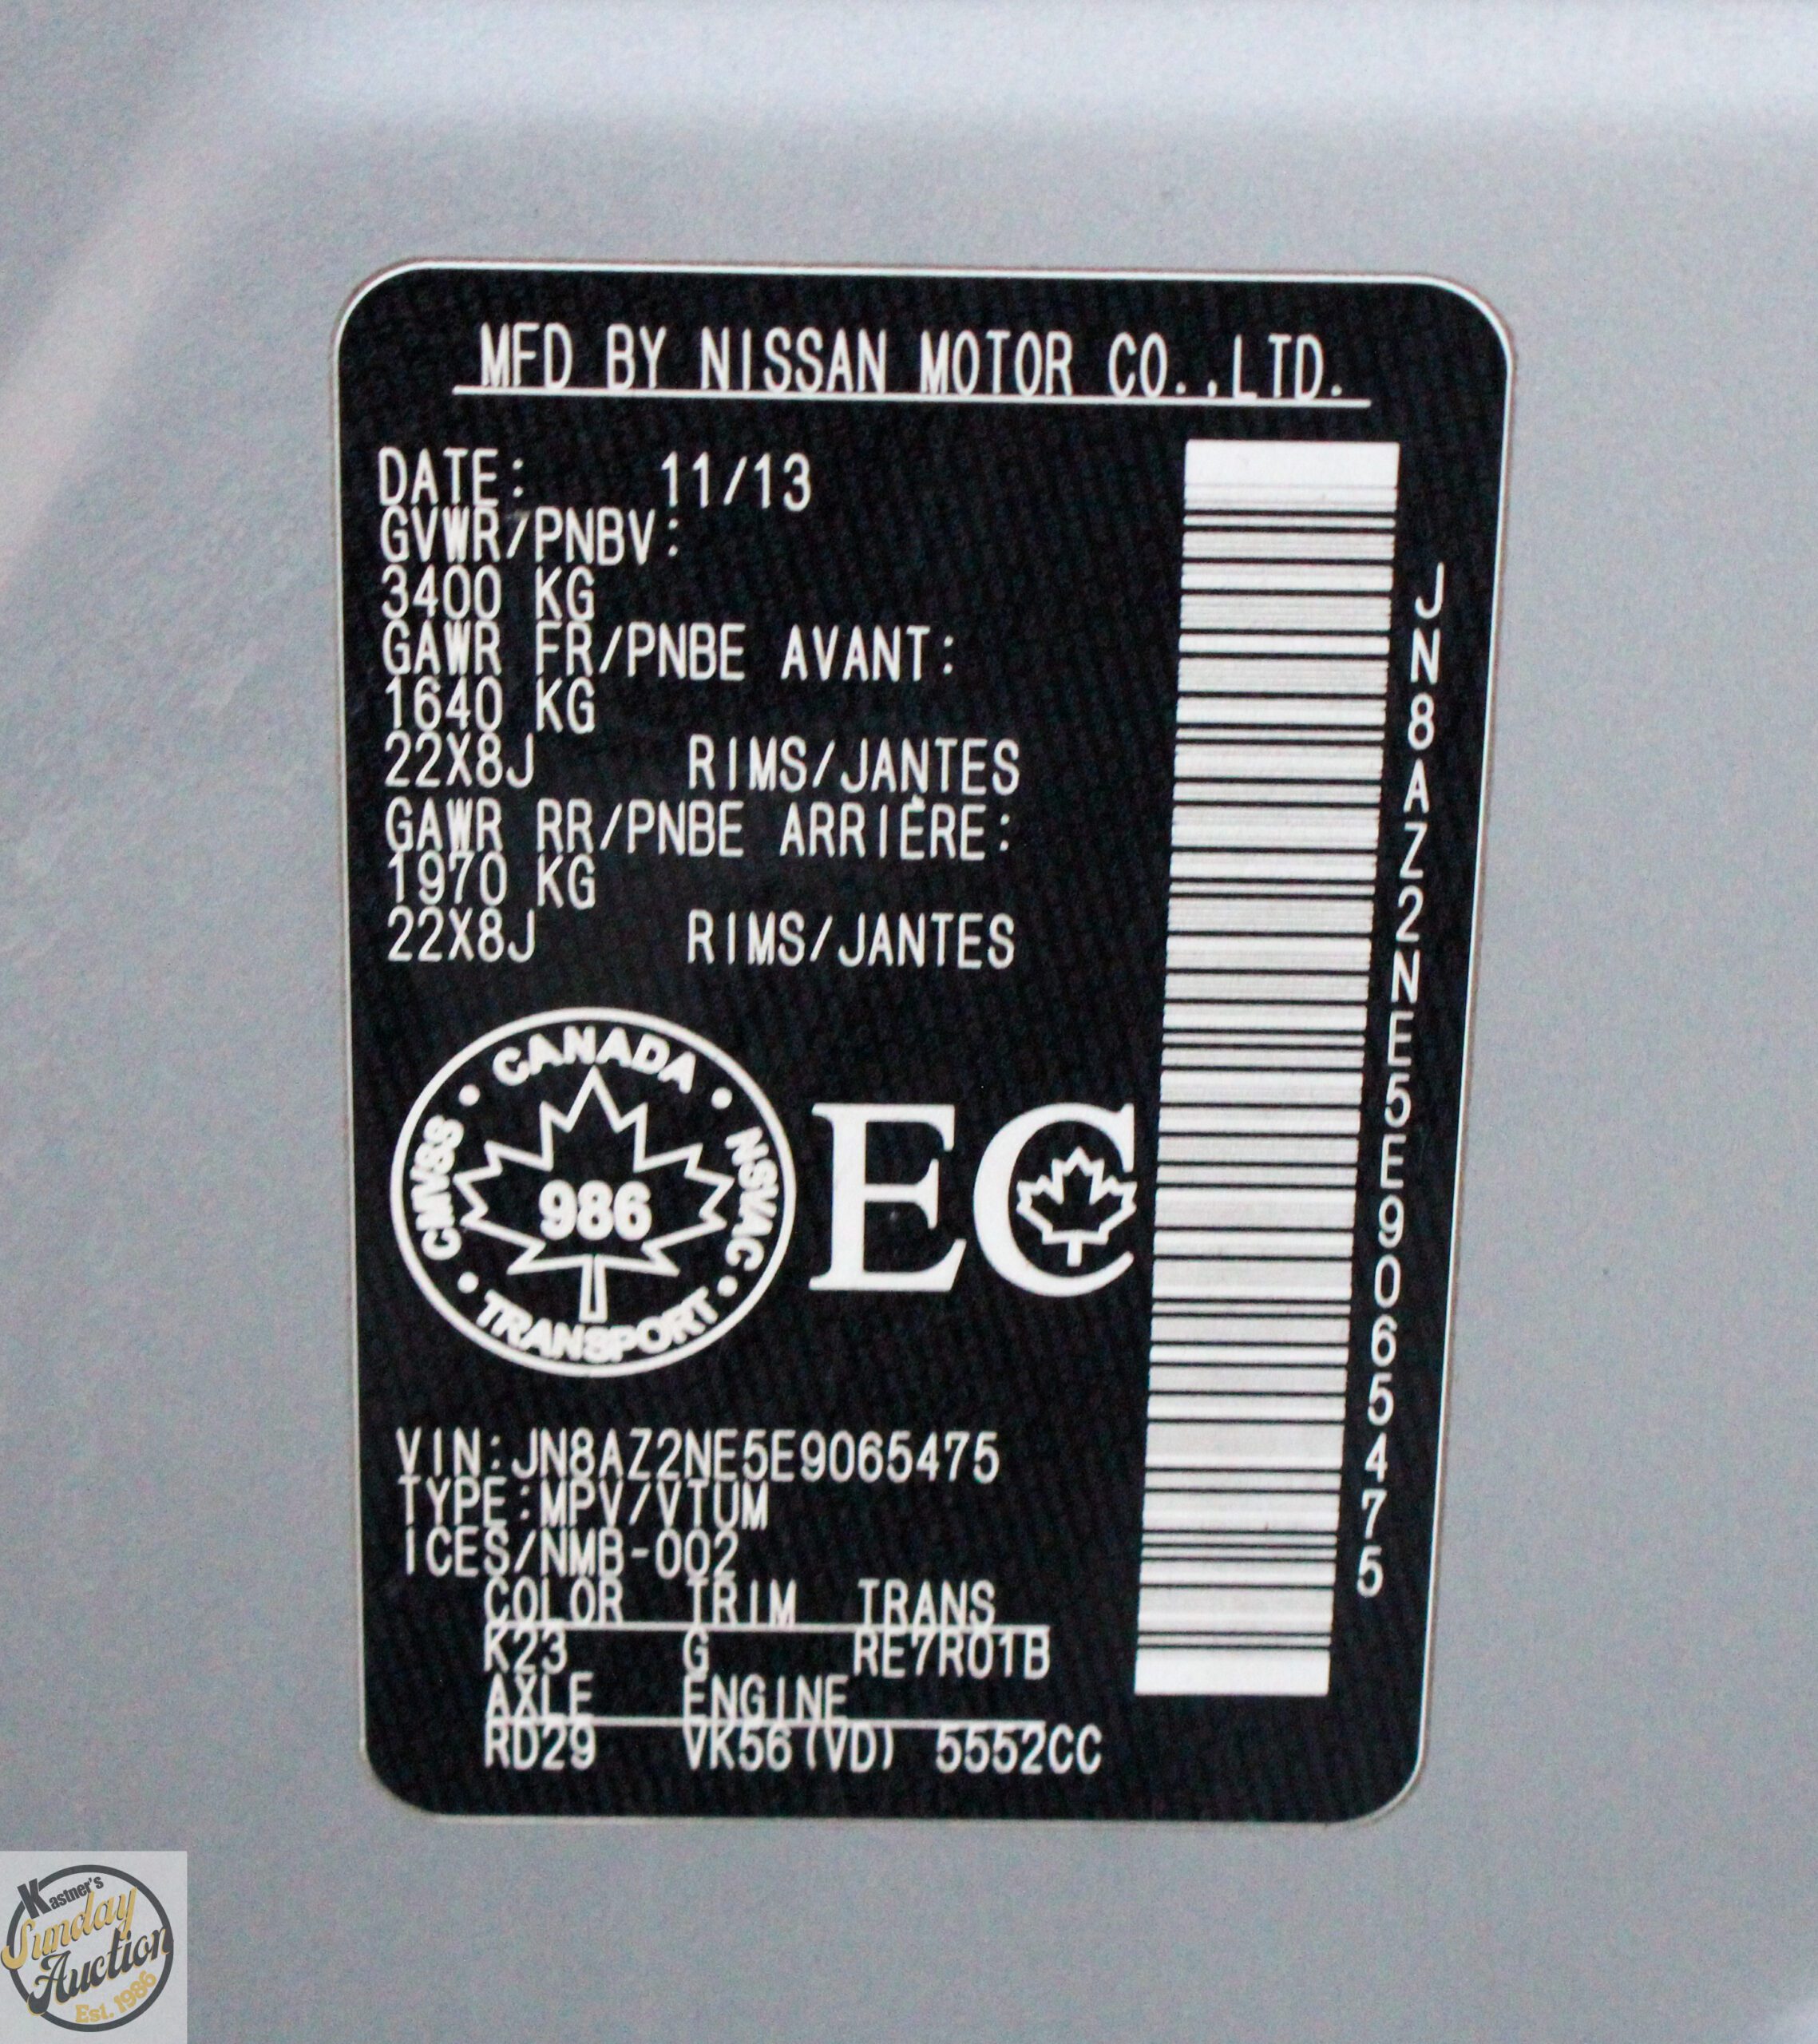 MFD BY NISSAN MOTOR CO.,LTD.
DATE: 11/13
GVWR/PNBV:
3400 KG
GAWR FR/PNBE AVANT:
1640 KG
22X8J RIMS/JANTES
GAWR RR/PNBE ARRIÈRE:
1970 KG
22X8J RIMS/JANTES
JN8AZ2NE5E9065475
CANADA
CMVSS
NSVAC
986
TRANSPORT
EC
VIN:JN8AZ2NE5E9065475
TYPE:MPV/VTUM
ICES/NMB-002
COLOR TRIM TRANS
K23 G RE7R01B
AXLE ENGINE
RD29 VK56(VD) 5552CC
Kastner's
Sunday
Auction
Est. 1986